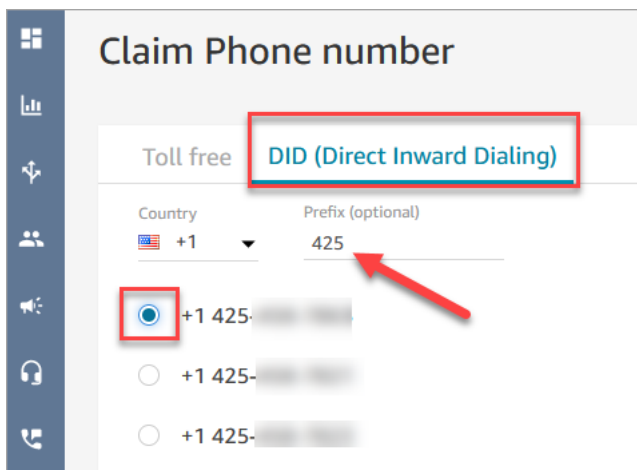 Claim Phone number
Toll free DID (Direct Inward Dialing)
Country Prefix (optional)
+1 425
+1 425-
+1 425-
+1 425-